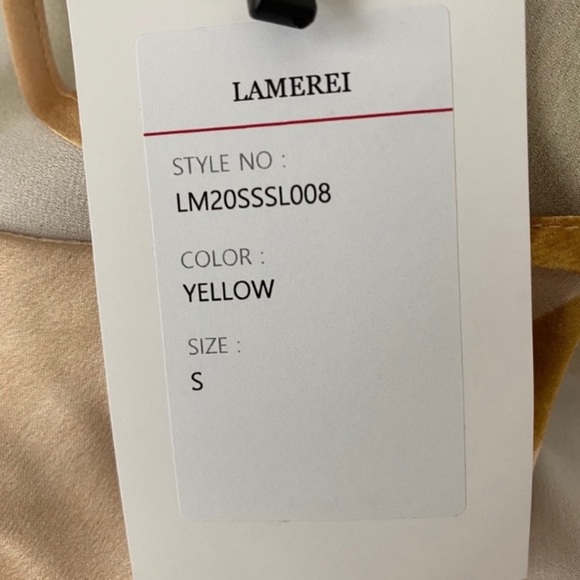 LAMEREI
STYLE NO :
LM20SSSL008
COLOR :
YELLOW
SIZE :
S